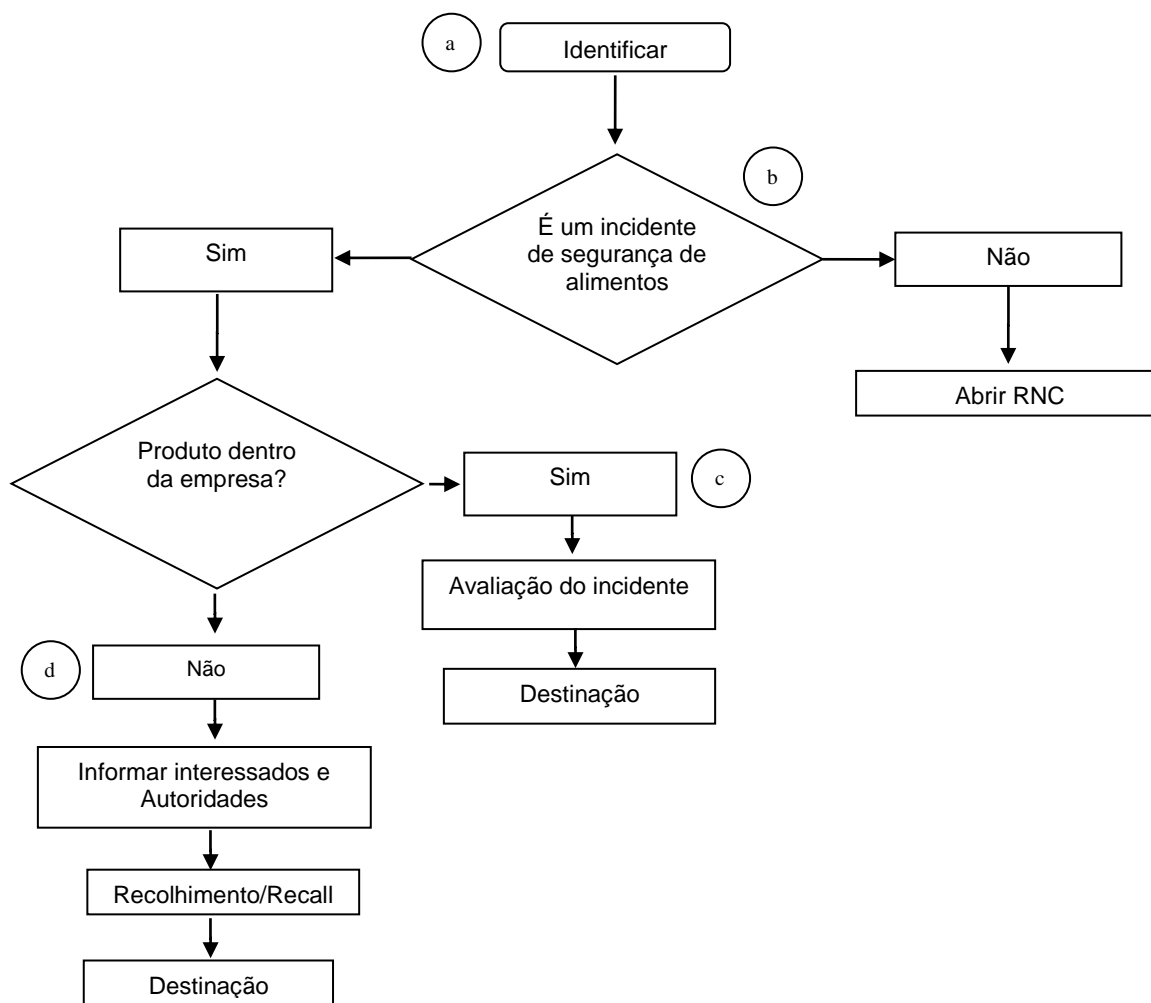 a
Identificar
b
É um incidente
de segurança de
alimentos
Sim
Não
Abrir RNC
Produto dentro
da empresa?
Sim
c
Avaliação do incidente
Destinação
d
Não
Informar interessados e
Autoridades
Recolhimento/Recall
Destinação